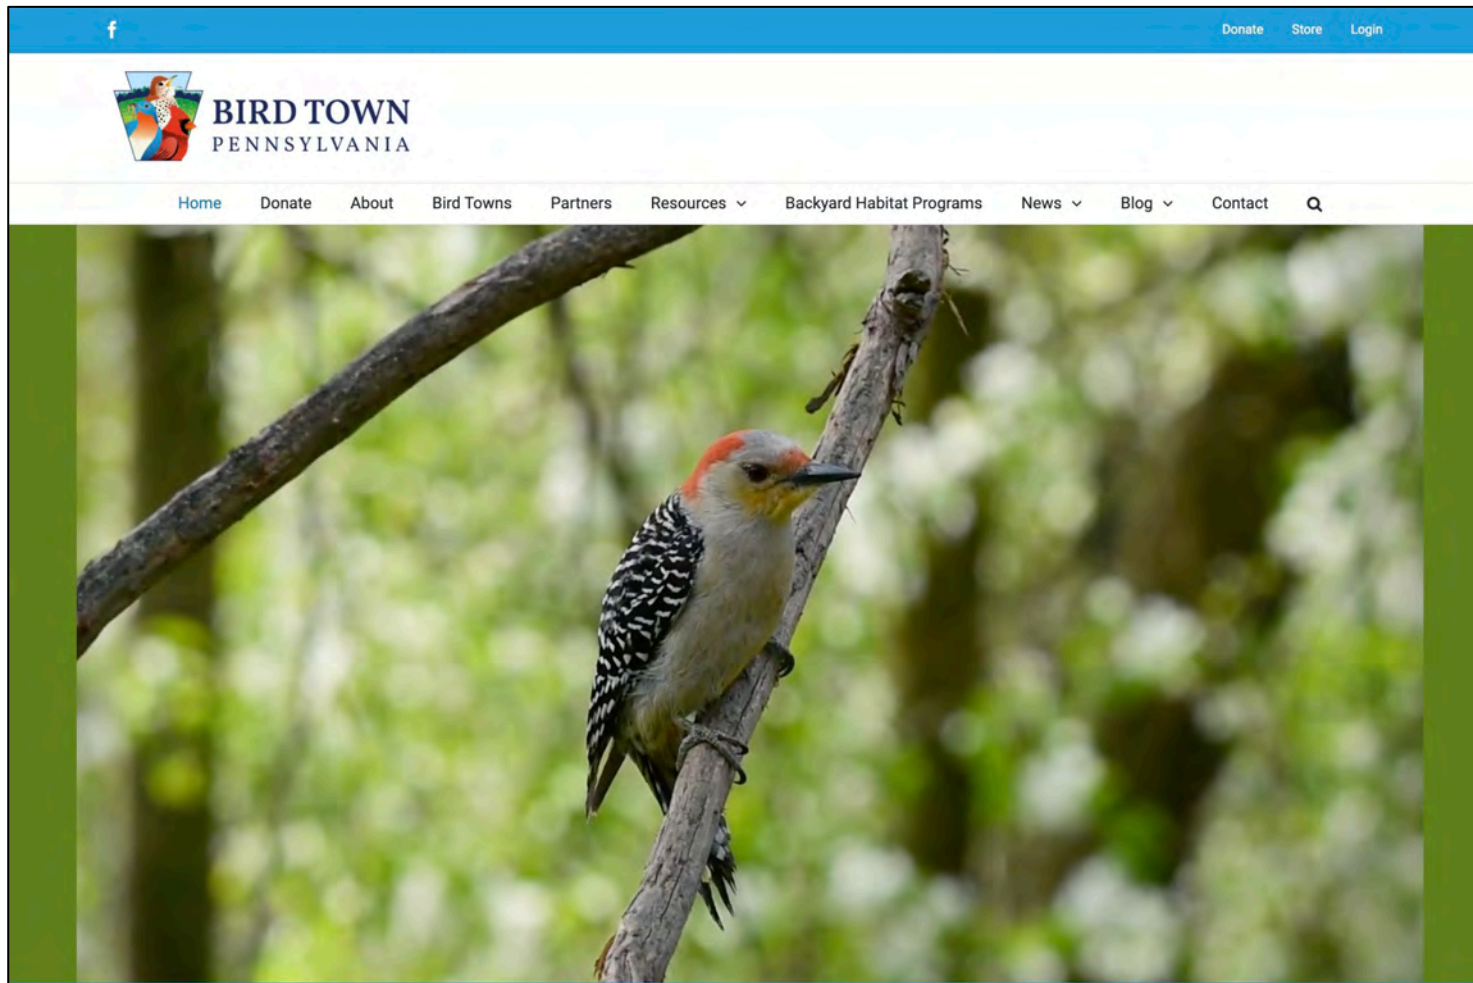 f
Donate Store Login
BIRD TOWN
PENNSYLVANIA
Home Donate About Bird Towns Partners Resources Backyard Habitat Programs News Blog Contact